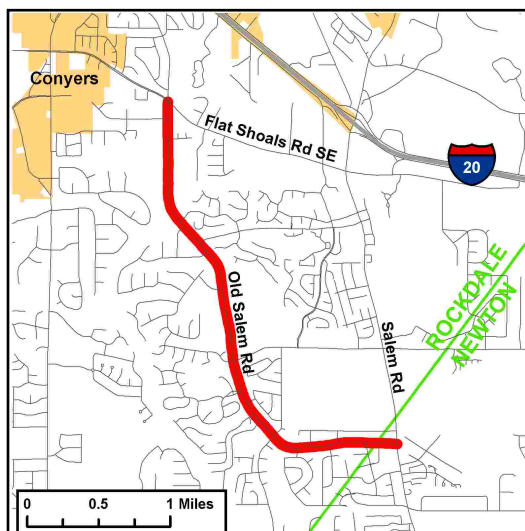 Conyers
Flat Shoals Rd SE
20
Old Salem Rd
Salem Rd
ROCKDALE
NEWTON
0 0.5 1 Miles